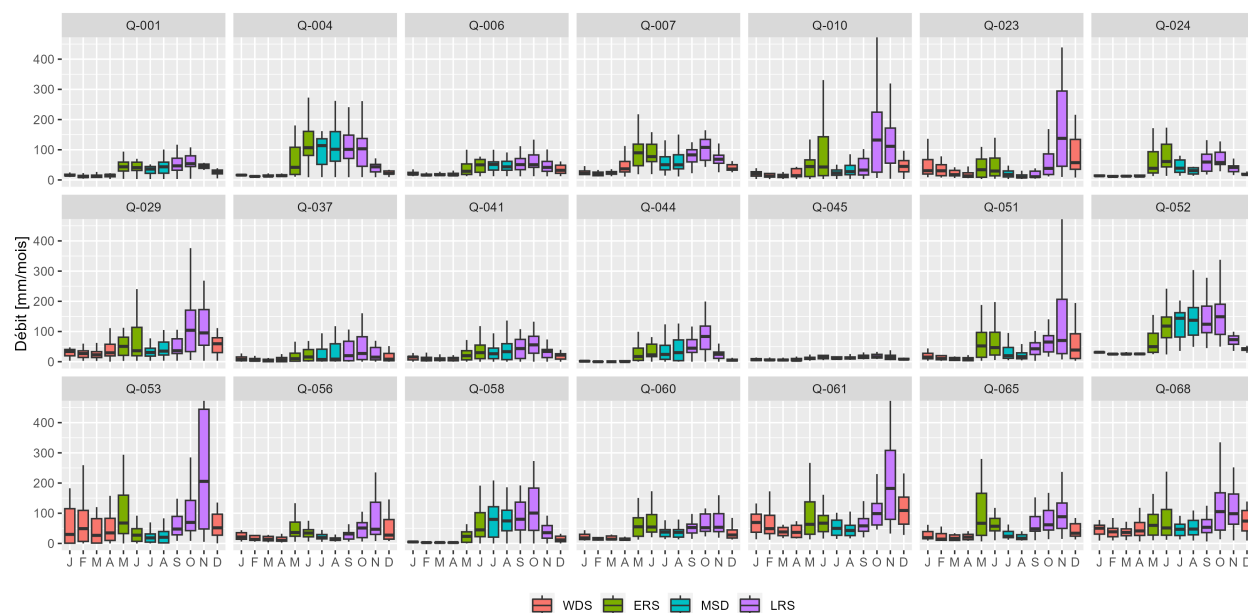 Q-001 Q-004 Q-006 Q-007 Q-010 Q-023 Q-024
400
300
200
100
0
Q-029 Q-037 Q-041 Q-044 Q-045 Q-051 Q-052
400
300
200
100
0
Débit [mm/mois]
Q-053 Q-056 Q-058 Q-060 Q-061 Q-065 Q-068
400
300
200
100
0
J F M A M J J A S O N D J F M A M J J A S O N D J F M A M J J A S O N D J F M A M J J A S O N D J F M A M J J A S O N D J F M A M J J A S O N D J F M A M J J A S O N D
WDS ERS MSD LRS